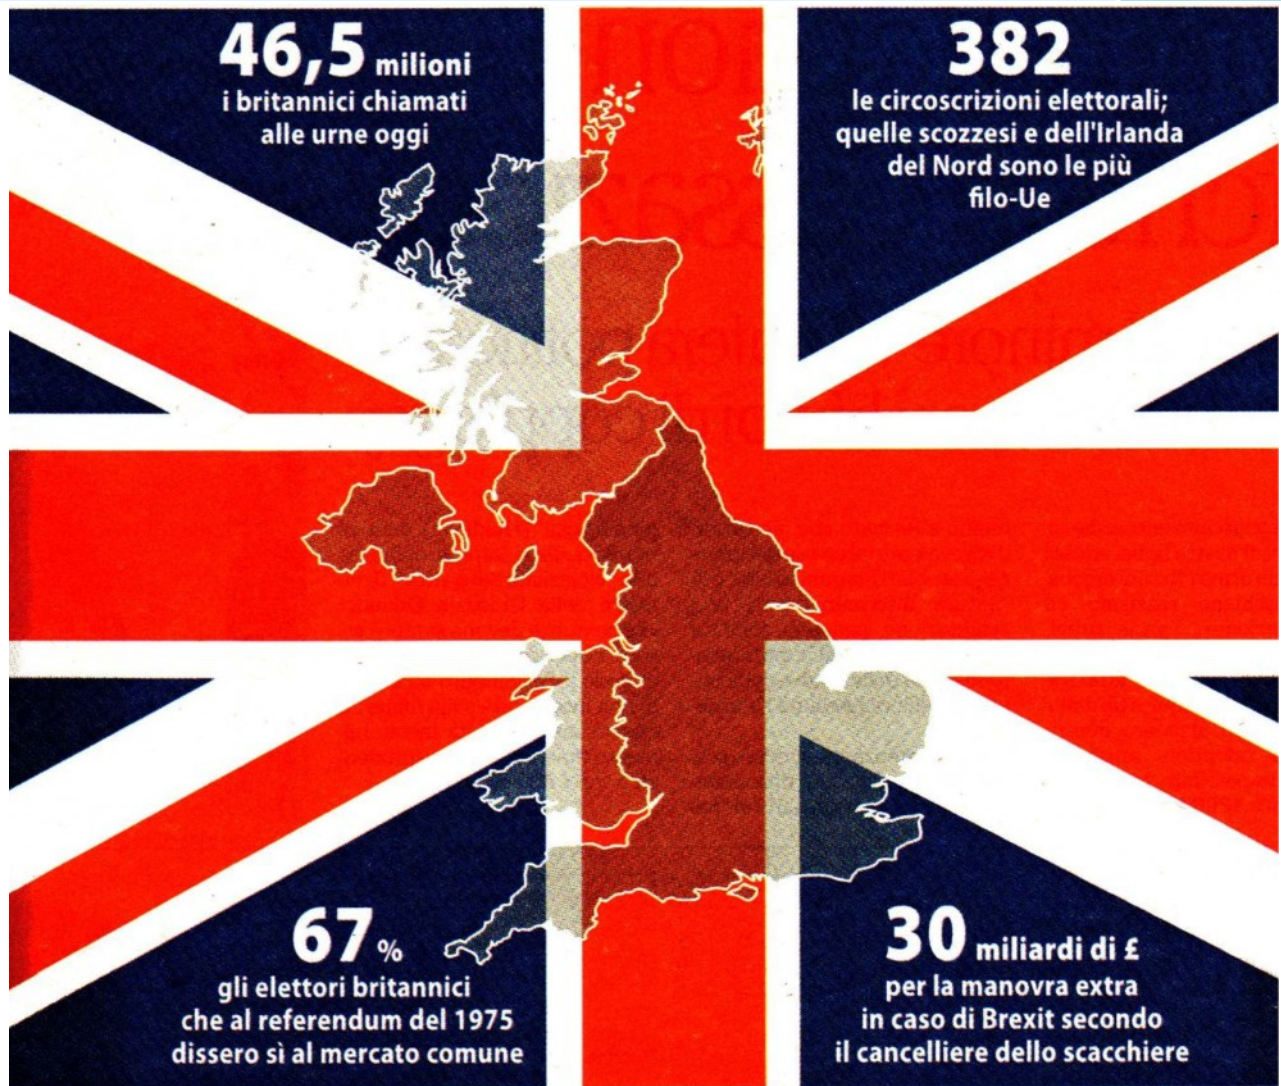 46,5 milioni
i britannici chiamati
alle urne oggi
382
le circoscrizioni elettorali;
quelle scozzesi e dell'Irlanda
del Nord sono le più
filo-Ue
67 %
gli elettori britannici
che al referendum del 1975
dissero sì al mercato comune
30 miliardi di £
per la manovra extra
in caso di Brexit secondo
il cancelliere dello scacchiere